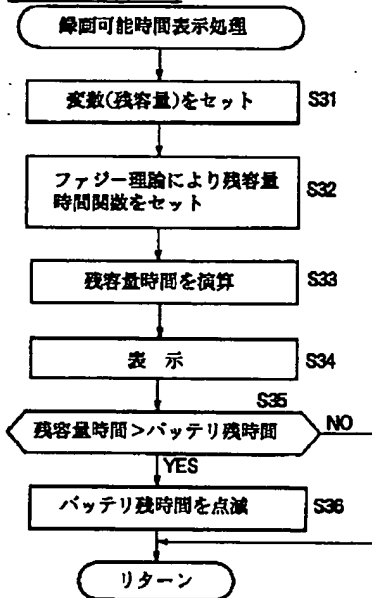 録画可能時間表示処理
変数(残容量)をセット S31
ファジー理論により残容量
時間関数をセット S32
残容量時間を演算 S33
表 示 S34
S35
残容量時間>バッテリ残時間 NO
YES
バッテリ残時間を点滅 S36
リターン